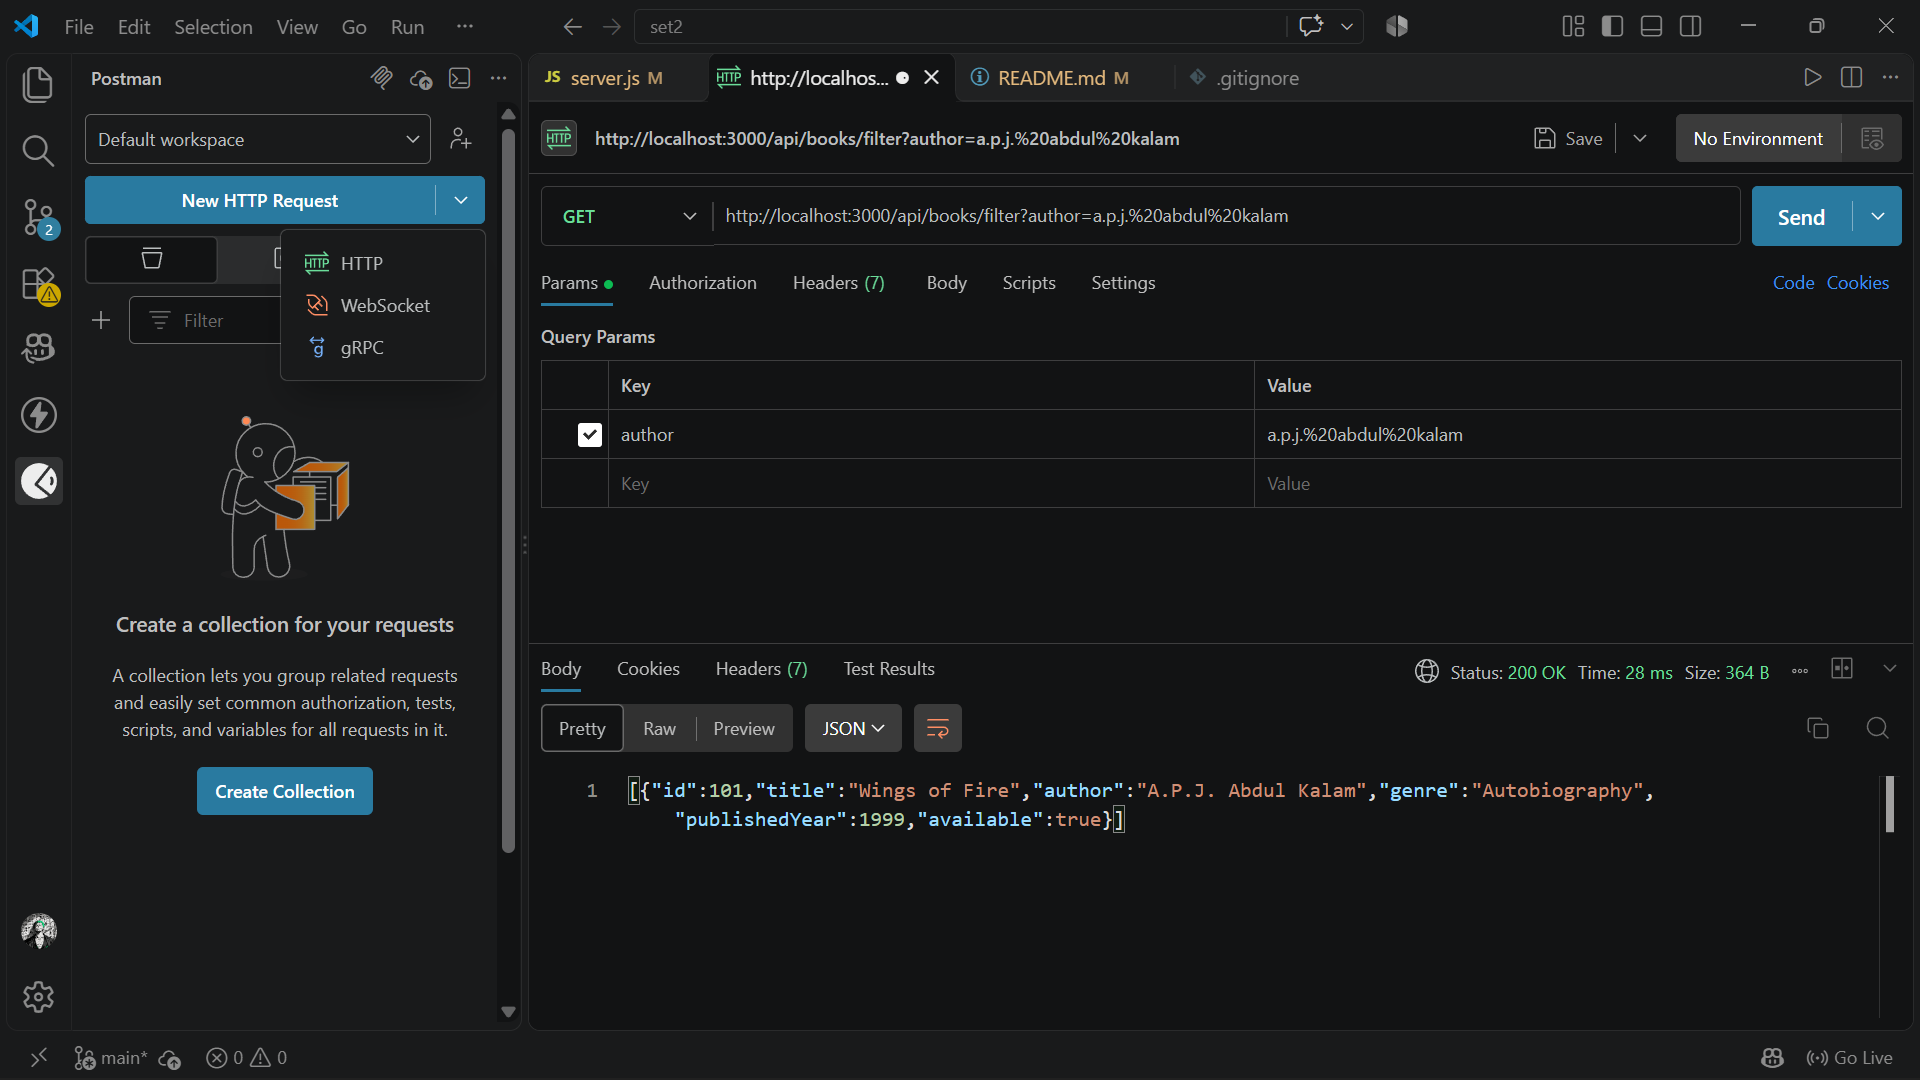 File Edit Selection View Go Run ···
set2
Postman
Default workspace
New HTTP Request
HTTP
WebSocket
gRPC
Filter
2
Create a collection for your requests
A collection lets you group related requests
and easily set common authorization, tests,
scripts, and variables for all requests in it.
Create Collection
JS server.js M
HTTP http://localhos...
README.md M
.gitignore
HTTP http://localhost:3000/api/books/filter?author=a.p.j.%20abdul%20kalam
Save
No Environment
GET http://localhost:3000/api/books/filter?author=a.p.j.%20abdul%20kalam
Send
Params Authorization Headers (7) Body Scripts Settings
Code Cookies
Query Params
Key Value
author a.p.j.%20abdul%20kalam
Key Value
Body Cookies Headers (7) Test Results
Status: 200 OK Time: 28 ms Size: 364 B
Pretty Raw Preview JSON
1 [{"id":101,"title":"Wings of Fire","author":"A.P.J. Abdul Kalam","genre":"Autobiography",
"publishedYear":1999,"available":true}]
main* 0 0
Go Live